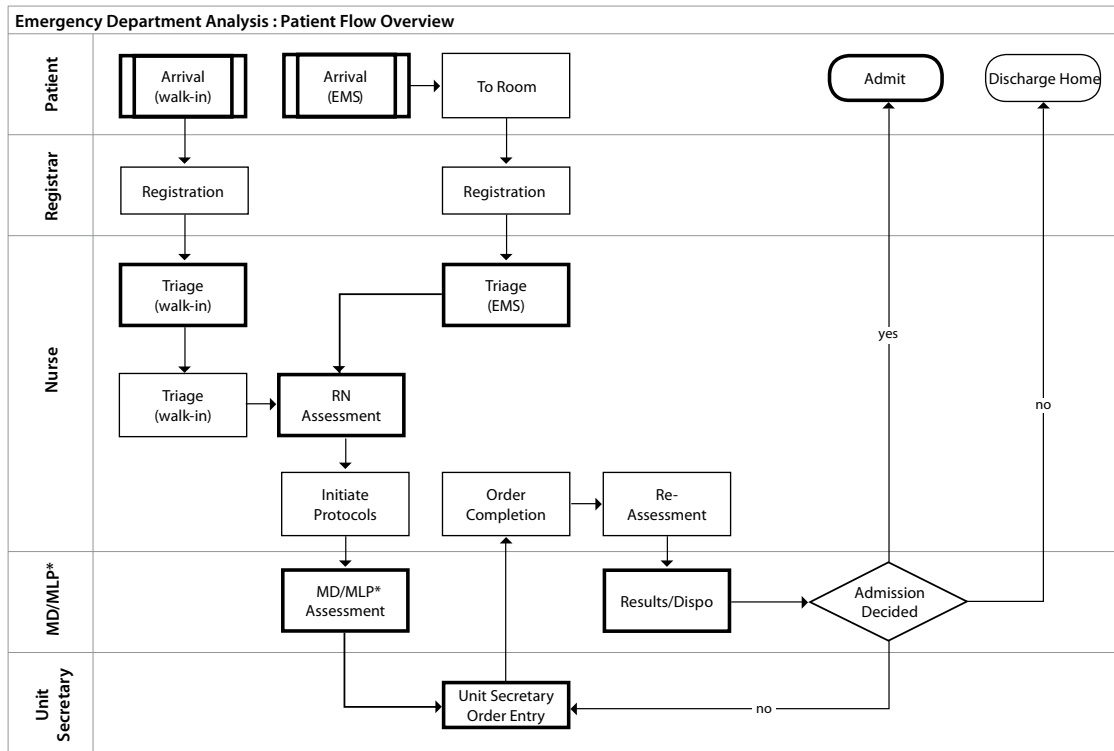 Emergency Department Analysis : Patient Flow Overview
Patient
Arrival
(walk-in)
Arrival
(EMS)
To Room
Admit
Discharge Home
Registrar
Registration
Registration
Nurse
Triage
(walk-in)
Triage
(EMS)
yes
Triage
(walk-in)
RN
Assessment
no
Initiate
Protocols
Order
Completion
Re-
Assessment
MD/MLP*
MD/MLP*
Assessment
Results/Dispo
Admission
Decided
Unit
Secretary
Unit Secretary
Order Entry
no